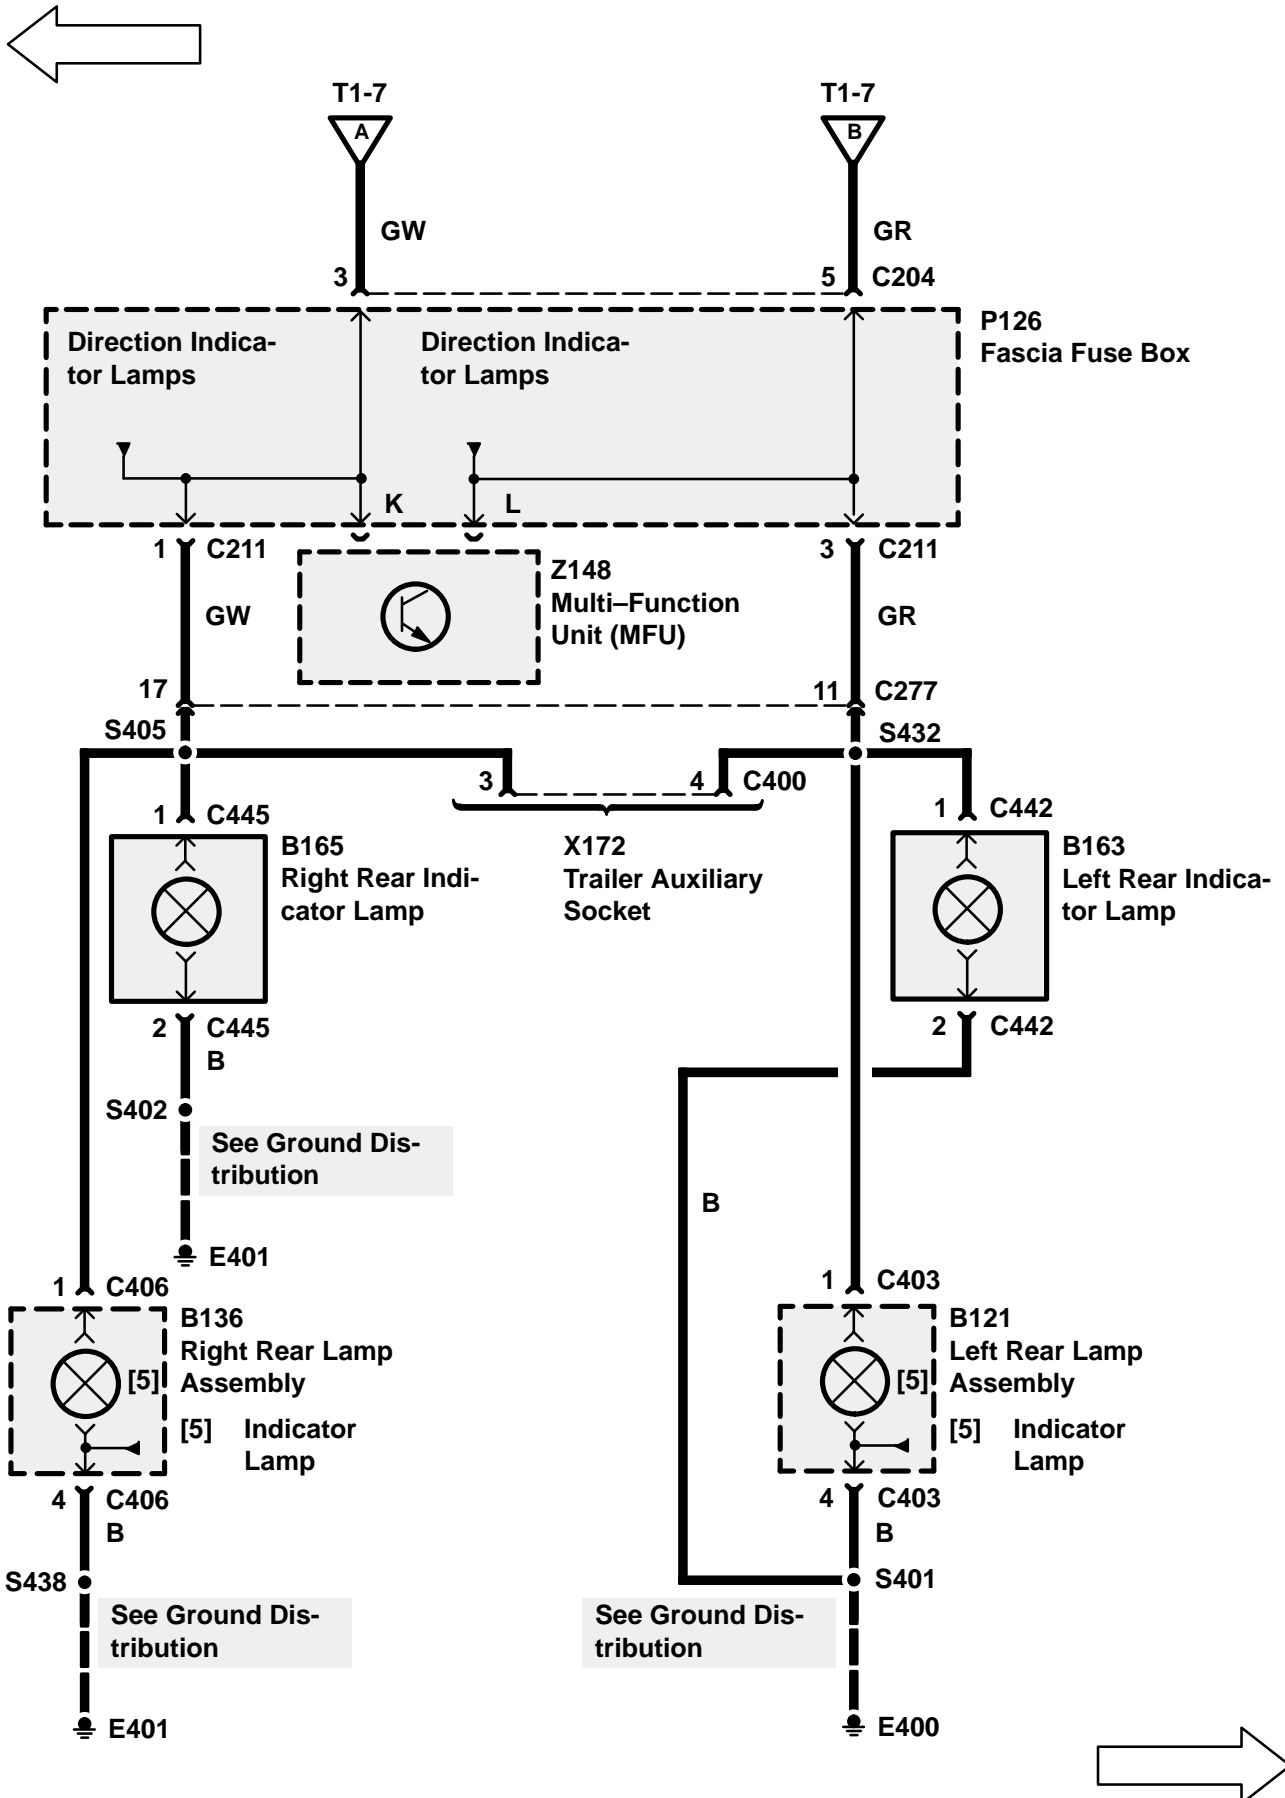 T1-7
T1-7
A
B
GW
GR
3
5
C204
P126
Fascia Fuse Box
Direction Indica-
tor Lamps
Direction Indica-
tor Lamps
K
L
1
C211
3
C211
Z148
Multi–Function
Unit (MFU)
GW
GR
17
11
C277
S405
S432
3
4
C400
1
C445
1
C442
B165
Right Rear Indi-
cator Lamp
X172
Trailer Auxiliary
Socket
B163
Left Rear Indica-
tor Lamp
2
C445
2
C442
B
S402
See Ground Dis-
tribution
B
E401
1
C406
1
C403
B136
Right Rear Lamp
Assembly
[5]
[5] Indicator
Lamp
B121
Left Rear Lamp
Assembly
[5]
[5] Indicator
Lamp
4
C406
4
C403
B
B
S438
S401
See Ground Dis-
tribution
See Ground Dis-
tribution
E401
E400